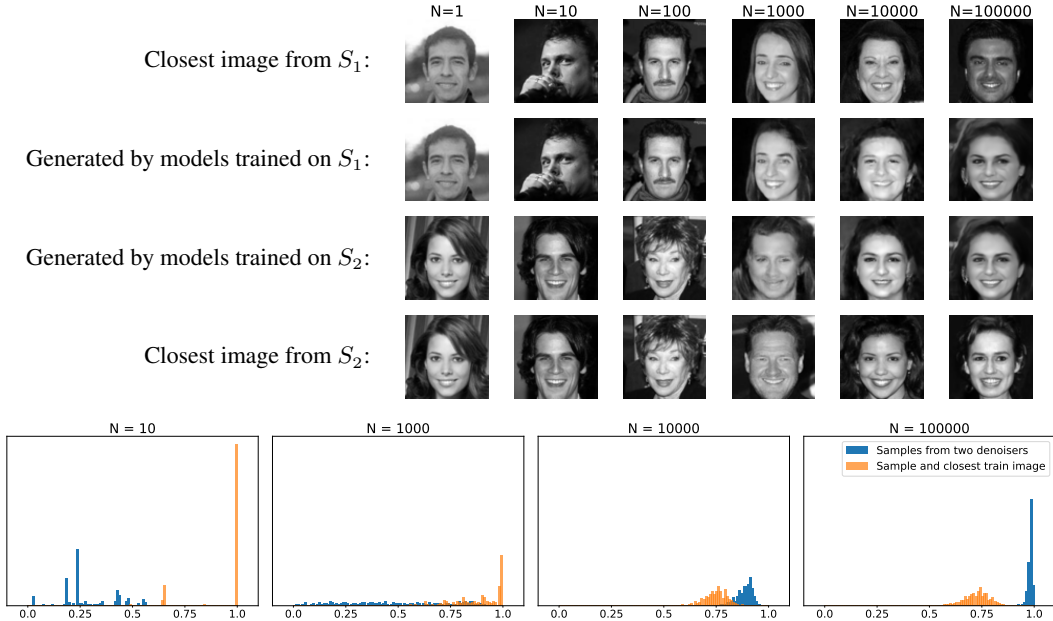 N=1 N=10 N=100 N=1000 N=10000 N=100000
Closest image from S₁:
Generated by models trained on S₁:
Generated by models trained on S₂:
Closest image from S₂:
N = 10 N = 1000 N = 10000 N = 100000
Samples from two denoisers
Sample and closest train image
0.0 0.25 0.5 0.75 1.0 0.0 0.25 0.5 0.75 1.0 0.0 0.25 0.5 0.75 1.0 0.0 0.25 0.5 0.75 1.0